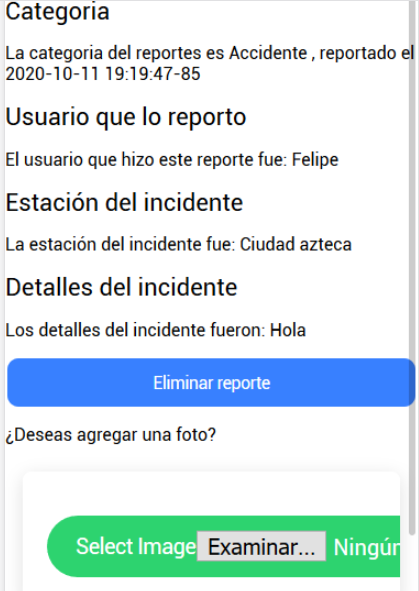 Categoria
La categoria del reportes es Accidente , reportado el
2020-10-11 19:19:47-85
Usuario que lo reporto
El usuario que hizo este reporte fue: Felipe
Estación del incidente
La estación del incidente fue: Ciudad azteca
Detalles del incidente
Los detalles del incidente fueron: Hola
Eliminar reporte
¿Deseas agregar una foto?
Select Image Examinar... Ningún